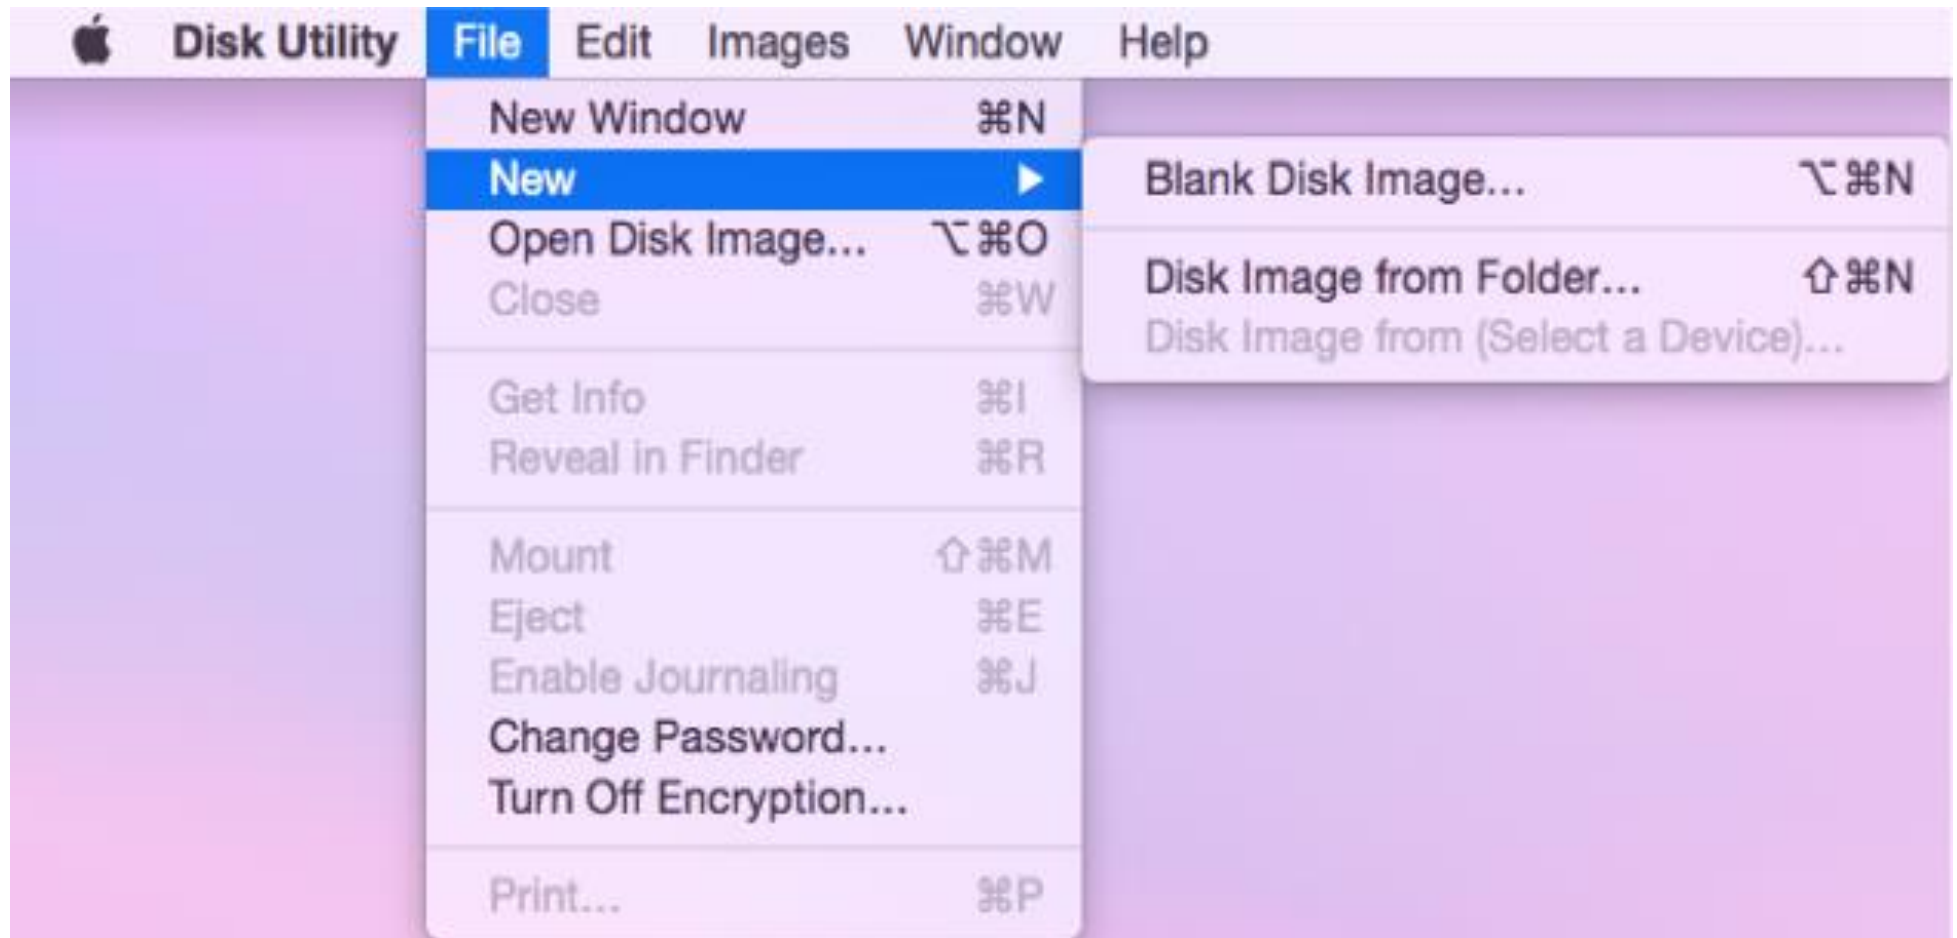 Disk Utility File Edit Images Window Help
New Window ⌘N
New ▶
Open Disk Image... ⌥⌘O
Close ⌘W
Get Info ⌘I
Reveal in Finder ⌘R
Mount ⇧⌘M
Eject ⌘E
Enable Journaling ⌘J
Change Password...
Turn Off Encryption...
Print... ⌘P
Blank Disk Image... ⌥⌘N
Disk Image from Folder... ⇧⌘N
Disk Image from (Select a Device)...